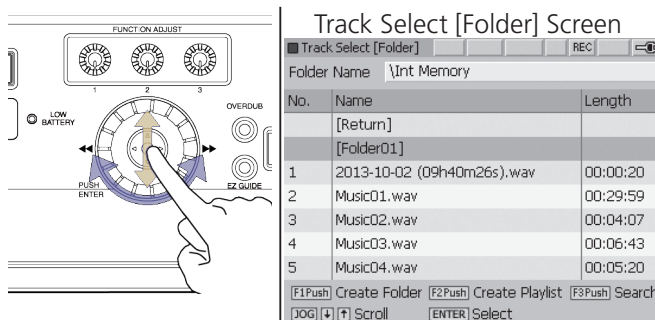 FUNCTION ADJUST
1 2 3
LOW
BATTERY
OVERDUB
PUSH
ENTER
EZ GUIDE
Track Select [Folder] Screen
Track Select [Folder] REC
Folder Name \Int Memory
No. Name Length
[Return]
[Folder01]
1 2013-10-02 (09h40m26s).wav 00:00:20
2 Music01.wav 00:29:59
3 Music02.wav 00:04:07
4 Music03.wav 00:06:43
5 Music04.wav 00:05:20
F1Push Create Folder F2Push Create Playlist F3Push Search
JOG Scroll ENTER Select